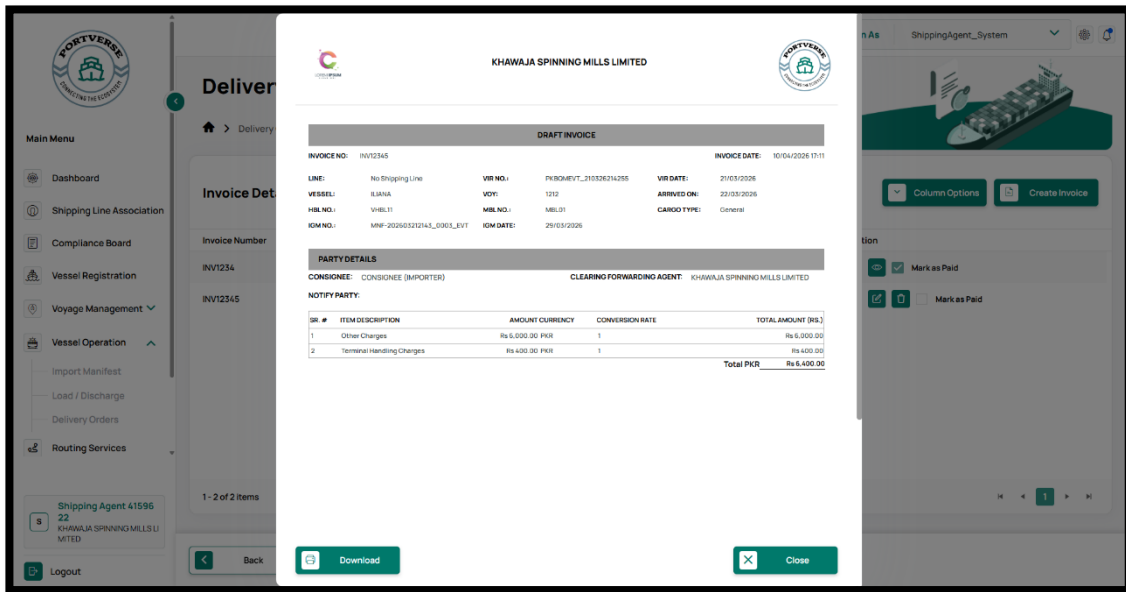 PORTVERSE
CONNECTING THE ECOSYSTEM
Main Menu
Dashboard
Shipping Line Association
Compliance Board
Vessel Registration
Voyage Management
Vessel Operation
Import Manifest
Load / Discharge
Delivery Orders
Routing Services
Shipping Agent 41596
22
KHAWAJA SPINNING MILLS LI
MITED
S
Logout
n As ShippingAgent_System
Deliver
> Delivery
Invoice Det
Column Options
Create Invoice
Invoice Number
tion
INV1234
Mark as Paid
INV12345
Mark as Paid
1 - 2 of 2 items
1
Back
KHAWAJA SPINNING MILLS LIMITED
PORTVERSE
CONNECTING THE ECOSYSTEM
DRAFT INVOICE
INVOICE NO: INV12345 INVOICE DATE: 10/04/2026 17:11
LINE: No Shipping Line VIR NO.: PKBQMEVT_210326214255 VIR DATE: 21/03/2026
VESSEL: ILIANA VOY: 1212 ARRIVED ON: 22/03/2026
HBL NO.: VHBL11 MBL NO.: MBL01 CARGO TYPE: General
IGM NO.: MNF-202603212143_0003_EVT IGM DATE: 29/03/2026
PARTY DETAILS
CONSIGNEE: CONSIGNEE (IMPORTER) CLEARING FORWARDING AGENT: KHAWAJA SPINNING MILLS LIMITED
NOTIFY PARTY:
SR. # ITEM DESCRIPTION AMOUNT CURRENCY CONVERSION RATE TOTAL AMOUNT (RS.)
1 Other Charges Rs 6,000.00 PKR 1 Rs 6,000.00
2 Terminal Handling Charges Rs 400.00 PKR 1 Rs 400.00
Total PKR Rs 6,400.00
Download
Close